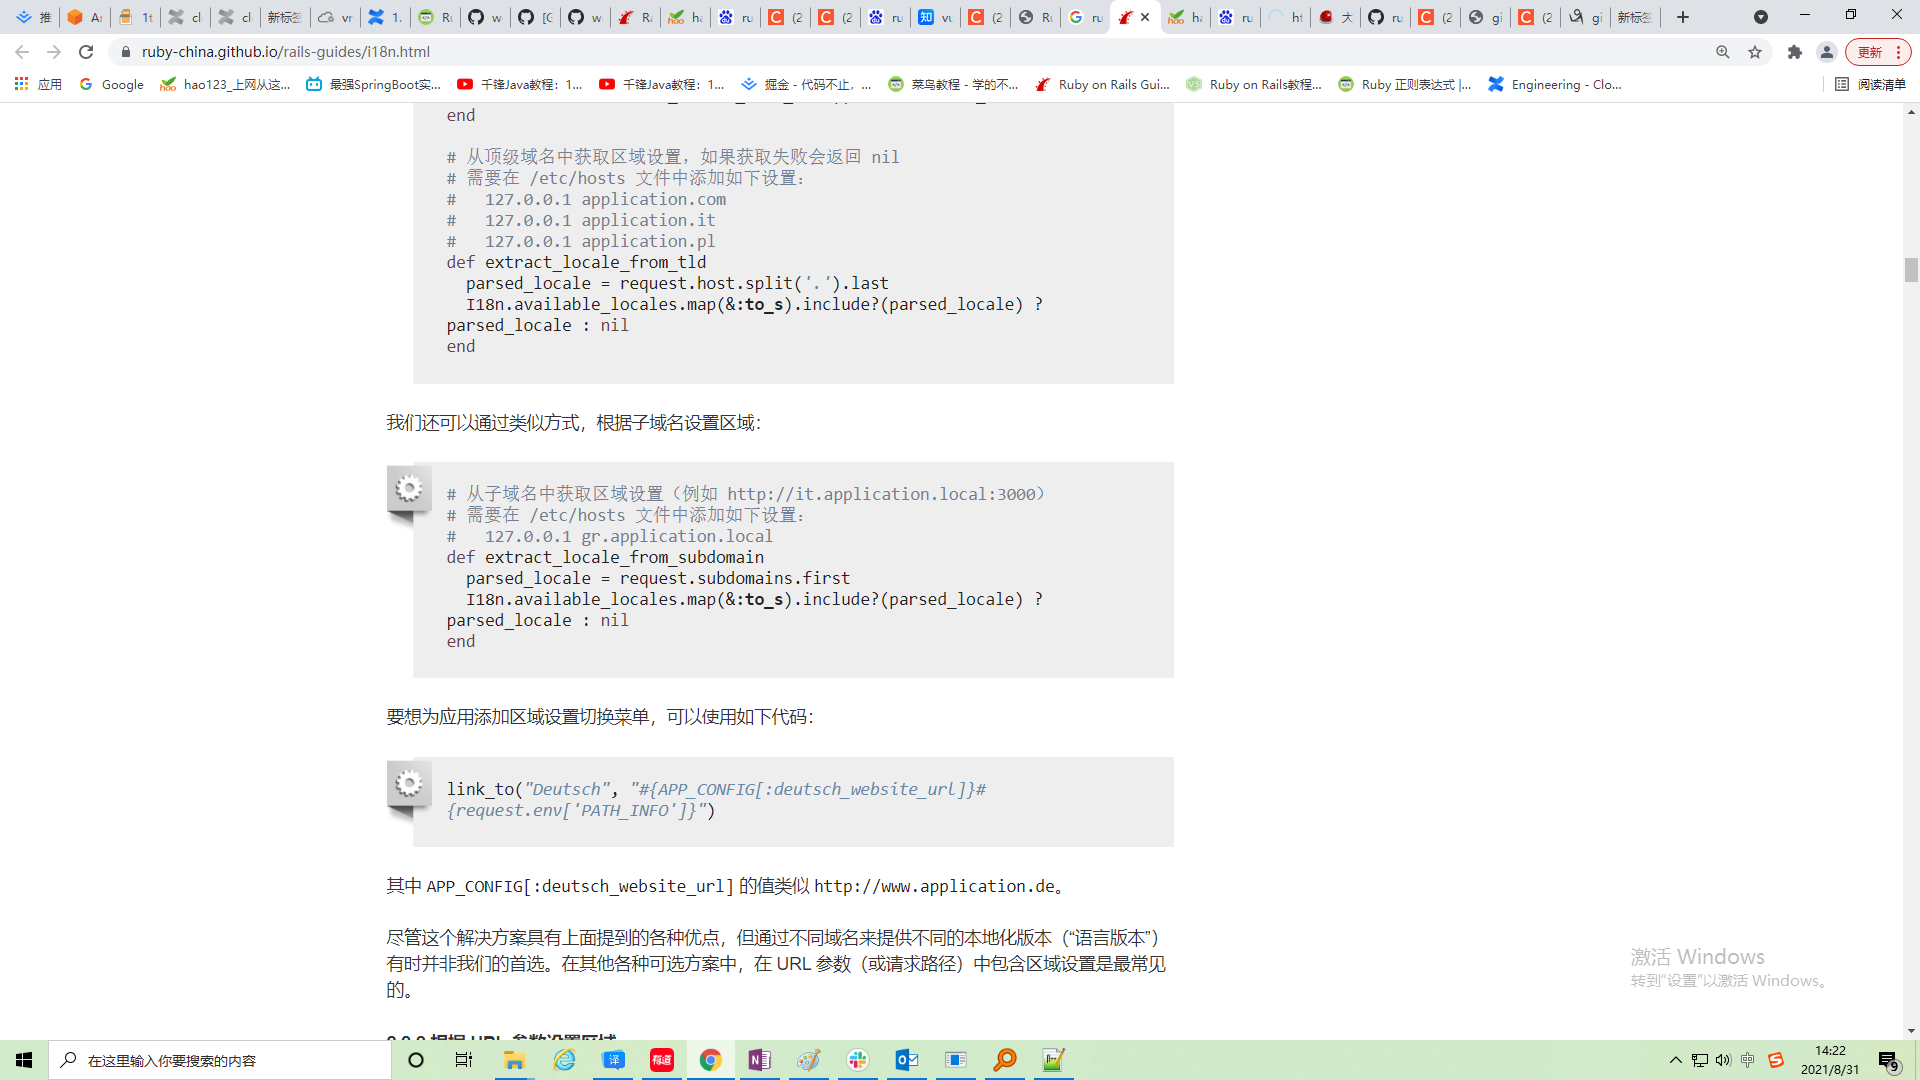 推
新标签
新标签
ruby-china.github.io/rails-guides/i18n.html
更新
应用
Google
hao123_上网从这...
最强SpringBoot实...
千锋Java教程：1...
千锋Java教程：1...
掘金 - 代码不止，...
菜鸟教程 - 学的不...
Ruby on Rails Gui...
Ruby on Rails教程...
Ruby 正则表达式 |...
Engineering - Clo...
阅读清单
end
# 从顶级域名中获取区域设置，如果获取失败会返回 nil
# 需要在 /etc/hosts 文件中添加如下设置：
#   127.0.0.1 application.com
#   127.0.0.1 application.it
#   127.0.0.1 application.pl
def extract_locale_from_tld
  parsed_locale = request.host.split('.').last
  I18n.available_locales.map(&:to_s).include?(parsed_locale) ?
parsed_locale : nil
end
我们还可以通过类似方式，根据子域名设置区域：
# 从子域名中获取区域设置（例如 http://it.application.local:3000）
# 需要在 /etc/hosts 文件中添加如下设置：
#   127.0.0.1 gr.application.local
def extract_locale_from_subdomain
  parsed_locale = request.subdomains.first
  I18n.available_locales.map(&:to_s).include?(parsed_locale) ?
parsed_locale : nil
end
要想为应用添加区域设置切换菜单，可以使用如下代码：
link_to("Deutsch", "#{APP_CONFIG[:deutsch_website_url]}#
{request.env['PATH_INFO']}")
其中 APP_CONFIG[:deutsch_website_url] 的值类似 http://www.application.de。
尽管这个解决方案具有上面提到的各种优点，但通过不同域名来提供不同的本地化版本（“语言版本”）
有时并非我们的首选。在其他各种可选方案中，在 URL 参数（或请求路径）中包含区域设置是最常见
的。
激活 Windows
转到“设置”以激活 Windows。
在这里输入你要搜索的内容
译
有道
中
14:22
2021/8/31
9